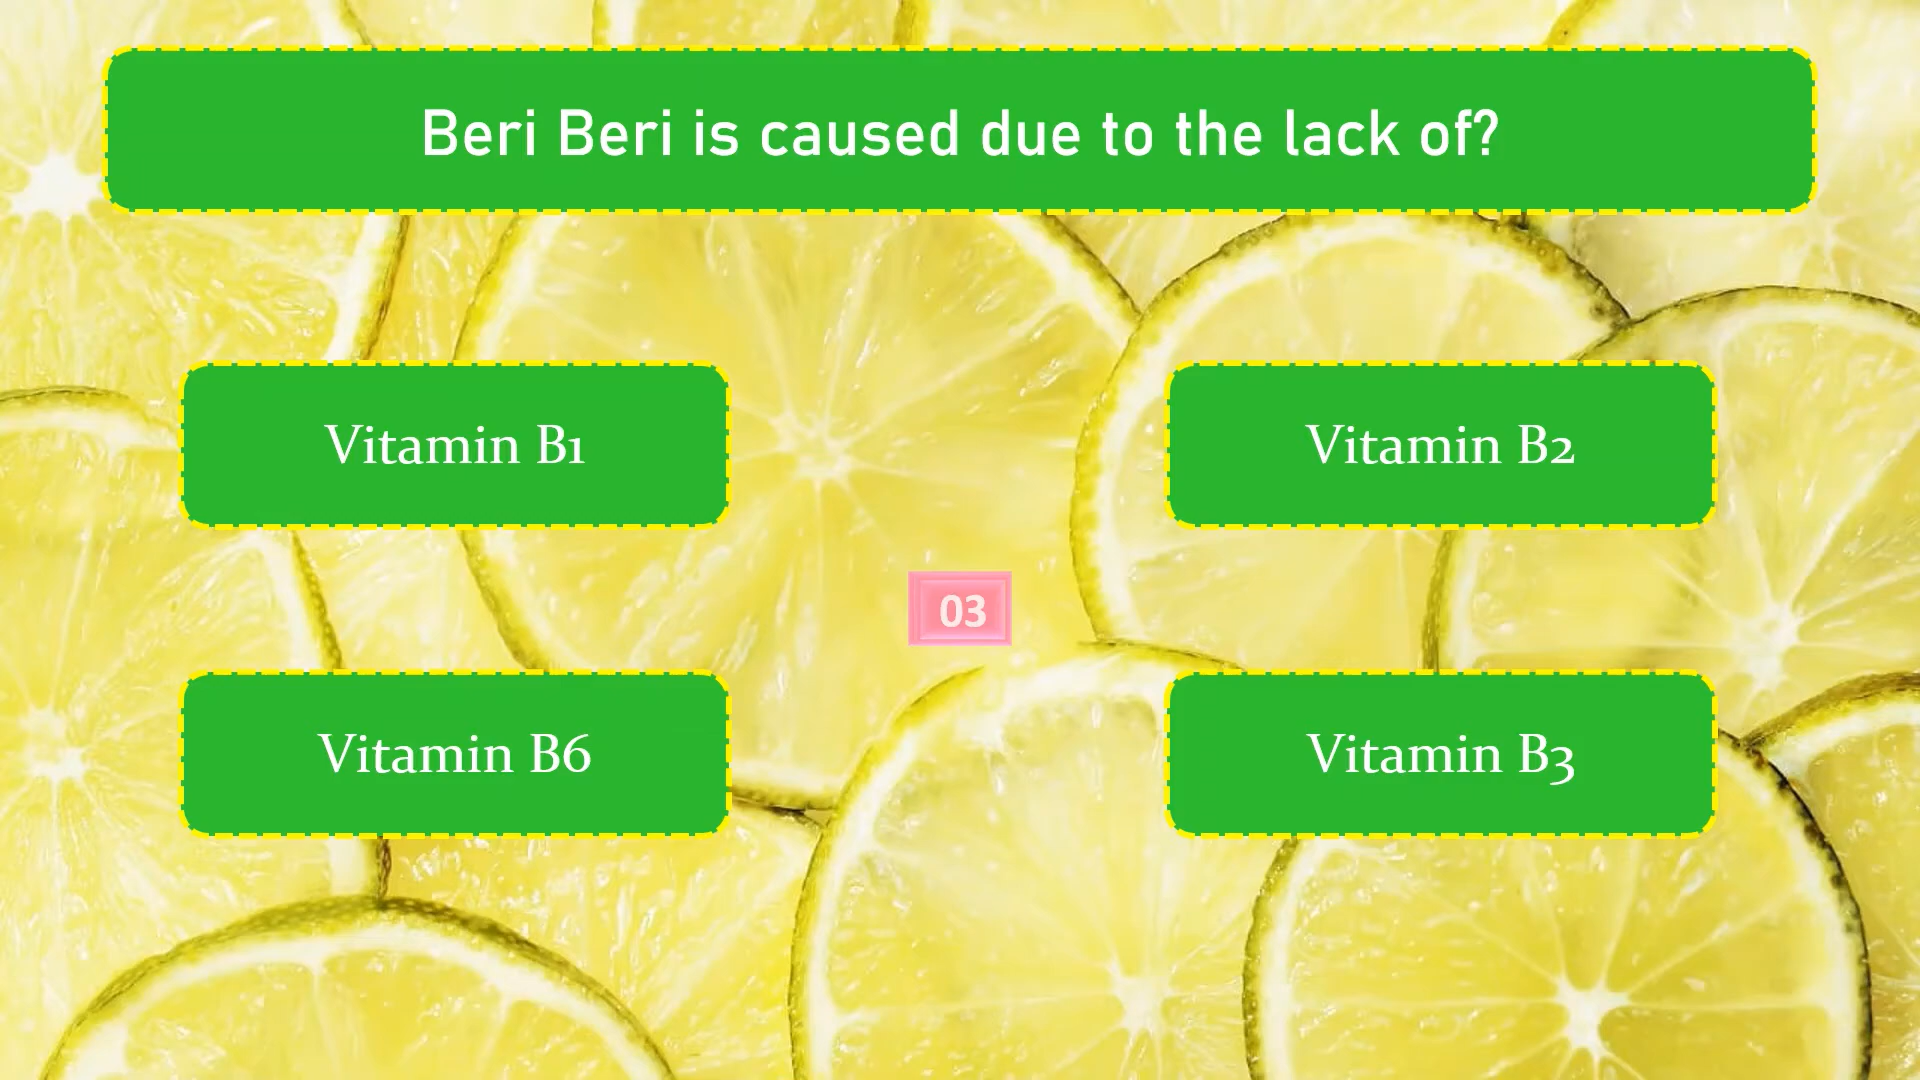 Beri Beri is caused due to the lack of?
Vitamin B1
Vitamin B2
03
Vitamin B6
Vitamin B3